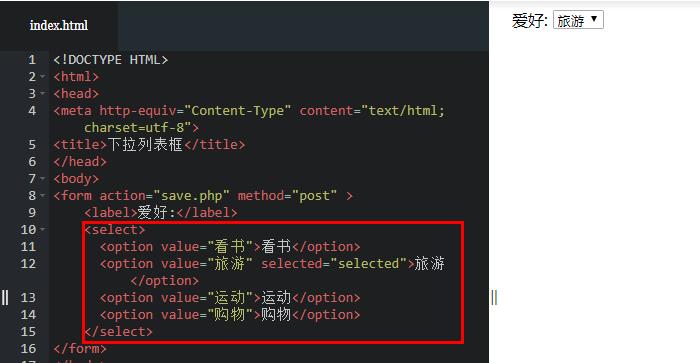 index.html
1 <!DOCTYPE HTML>
2 <html>
3 <head>
4 <meta http-equiv="Content-Type" content="text/html;
charset=utf-8">
5 <title>下拉列表框</title>
6 </head>
7 <body>
8 <form action="save.php" method="post" >
9 <label>爱好:</label>
10 <select>
11 <option value="看书">看书</option>
12 <option value="旅游" selected="selected">旅游
</option>
13 <option value="运动">运动</option>
14 <option value="购物">购物</option>
15 </select>
16 </form>
爱好: 旅游